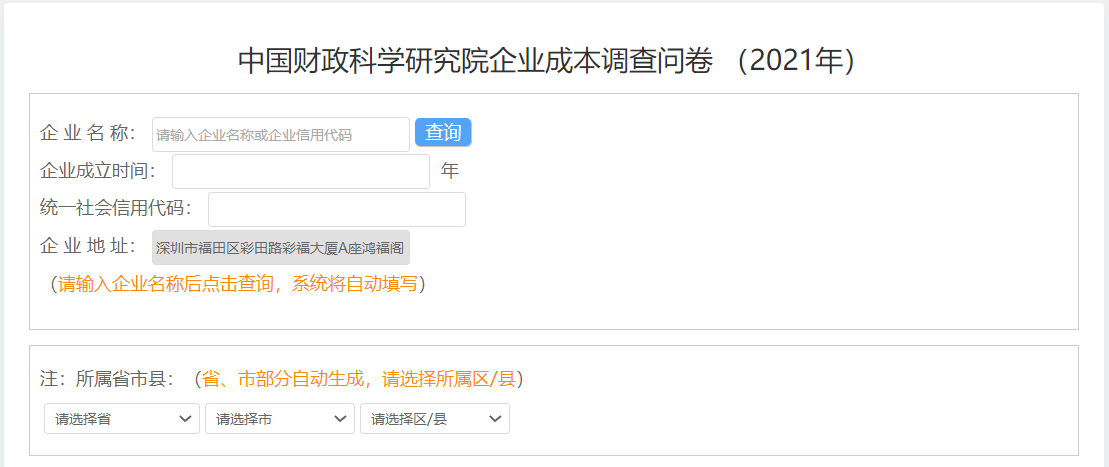 中国财政科学研究院企业成本调查问卷 （2021年）
企 业 名 称： 请输入企业名称或企业信用代码 查询
企业成立时间： 年
统一社会信用代码：
企 业 地 址： 深圳市福田区彩田路彩福大厦A座鸿福阁
（请输入企业名称后点击查询，系统将自动填写）
注：所属省市县：（省、市部分自动生成，请选择所属区/县）
请选择省 请选择市 请选择区/县